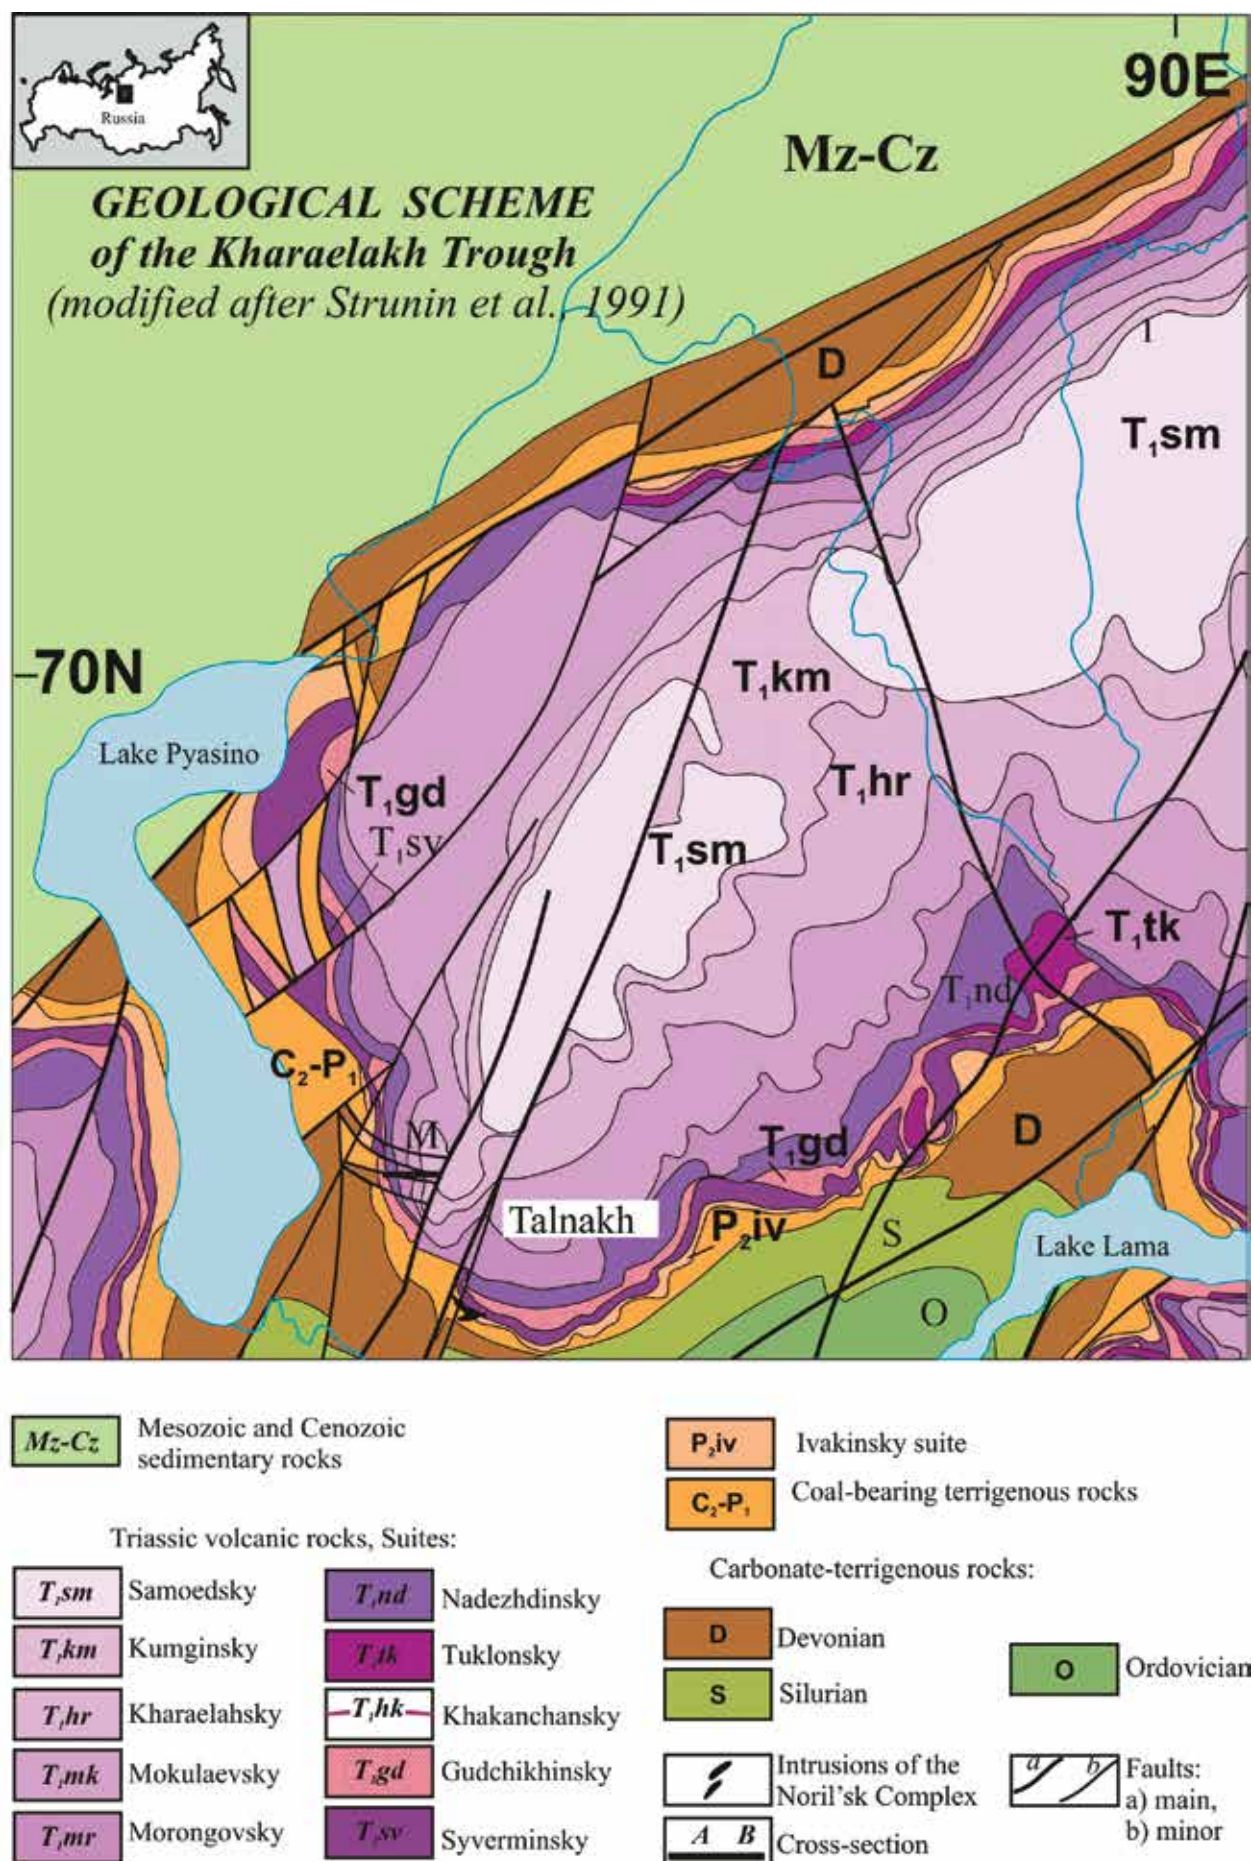 90E
Russia
Mz-Cz
GEOLOGICAL SCHEME
of the Kharaelakh Trough
(modified after Strunin et al., 1991)
D
T₁sm
70N
T₁km
Lake Pyasino
T₁hr
T₁gd
T₁sv
T₁sm
T₁tk
T₁nd
C₂-P₁
M
D
T₁gd
Talnakh
P₂iv
S
Lake Lama
O
Mz-Cz
Mesozoic and Cenozoic
sedimentary rocks
P₂iv
Ivakinsky suite
C₂-P₁
Coal-bearing terrigenous rocks
Triassic volcanic rocks, Suites:
T₁sm
Samoedsky
T₁km
Kumginsky
T₁hr
Kharaelahsky
T₁mk
Mokulaevsky
T₁mr
Morongovsky
T₁nd
Nadezhdinsky
T₁tk
Tuklonsky
T₁hk
Khakanchansky
T₁gd
Gudchikhinsky
T₁sv
Syverminsky
Carbonate-terrigenous rocks:
D
Devonian
S
Silurian
O
Ordovician
Intrusions of the
Noril'sk Complex
A B
Cross-section
a b
Faults:
a) main,
b) minor